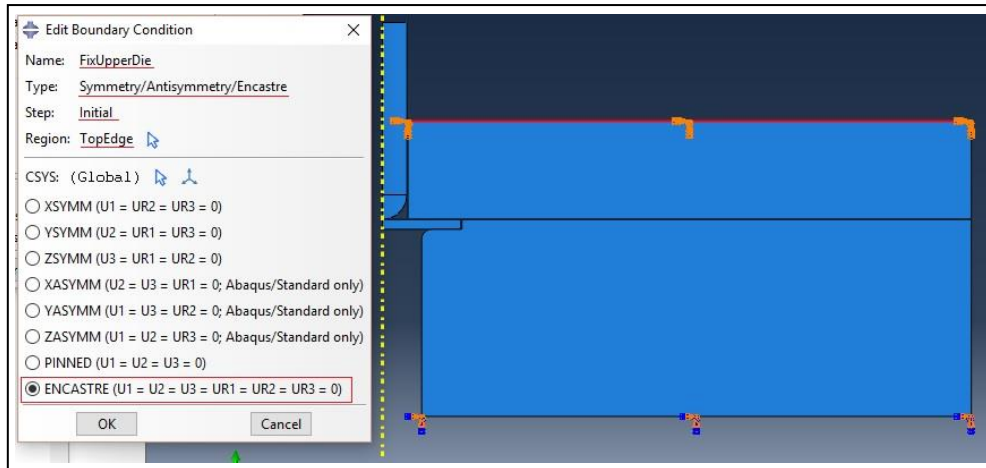 Edit Boundary Condition
Name: FixUpperDie
Type: Symmetry/Antisymmetry/Encastre
Step: Initial
Region: TopEdge
CSYS: (Global)
XSYMM (U1 = UR2 = UR3 = 0)
YSYMM (U2 = UR1 = UR3 = 0)
ZSYMM (U3 = UR1 = UR2 = 0)
XASYMM (U2 = U3 = UR1 = 0; Abaqus/Standard only)
YASYMM (U1 = U3 = UR2 = 0; Abaqus/Standard only)
ZASYMM (U1 = U2 = UR3 = 0; Abaqus/Standard only)
PINNED (U1 = U2 = U3 = 0)
ENCASTRE (U1 = U2 = U3 = UR1 = UR2 = UR3 = 0)
OK Cancel